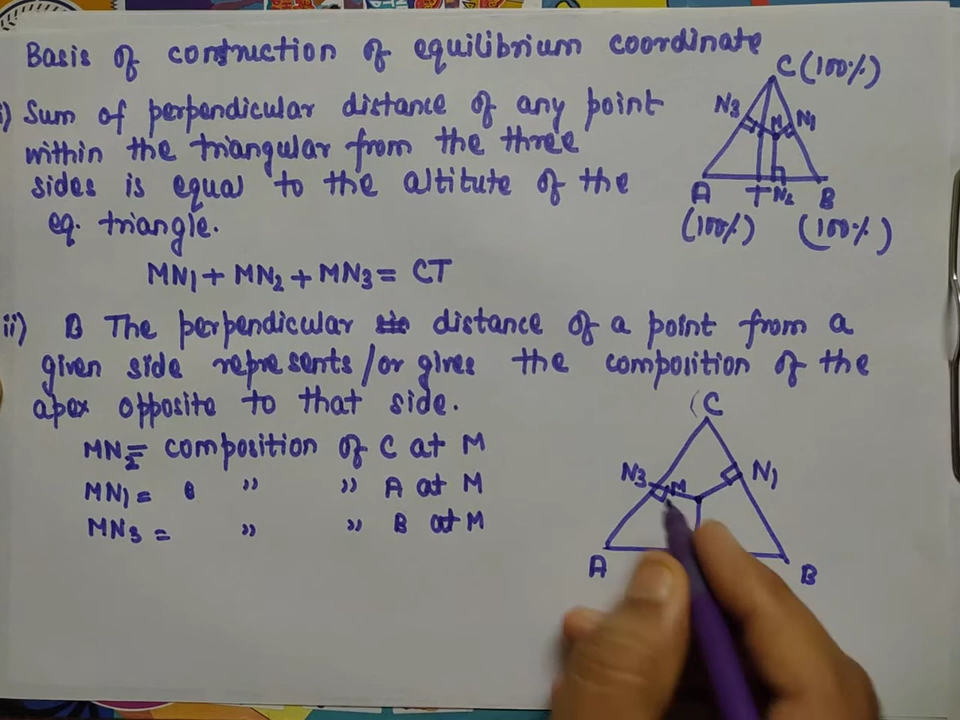 Basis of construction of equilibrium coordinate
i) Sum of perpendicular distance of any point
within the triangular from the three
sides is equal to the altitute of the
eq. triangle.
MN1 + MN2 + MN3 = CT
C (100%)
N3 M N1
A T N2 B
(100%) (100%)
ii) B The perpendicular distance of a point from a
given side represents/or gives the composition of the
apex opposite to that side.
MN2 = composition of C at M
MN1 = " " A at M
MN3 = " " B at M
(C
N3 M N1
A B